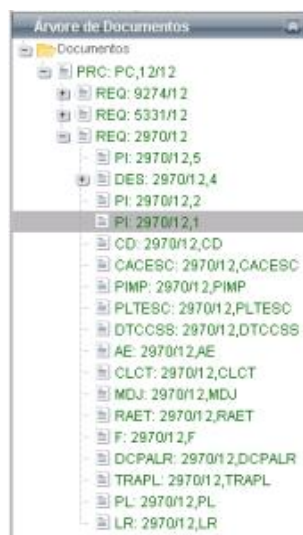 Árvore de Documentos
Documentos
PRC: PC,12/12
REQ: 9274/12
REQ: 5331/12
REQ: 2970/12
PI: 2970/12,5
DES: 2970/12,4
PI: 2970/12,2
PI: 2970/12,1
CD: 2970/12,CD
CACESC: 2970/12,CACESC
PIMP: 2970/12,PIMP
PLTESC: 2970/12,PLTESC
DTCCSS: 2970/12,DTCCSS
AE: 2970/12,AE
CLCT: 2970/12,CLCT
MDJ: 2970/12,MDJ
RAET: 2970/12,RAET
F: 2970/12,F
DCPALR: 2970/12,DCPALR
TRAPL: 2970/12,TRAPL
PL: 2970/12,PL
LR: 2970/12,LR